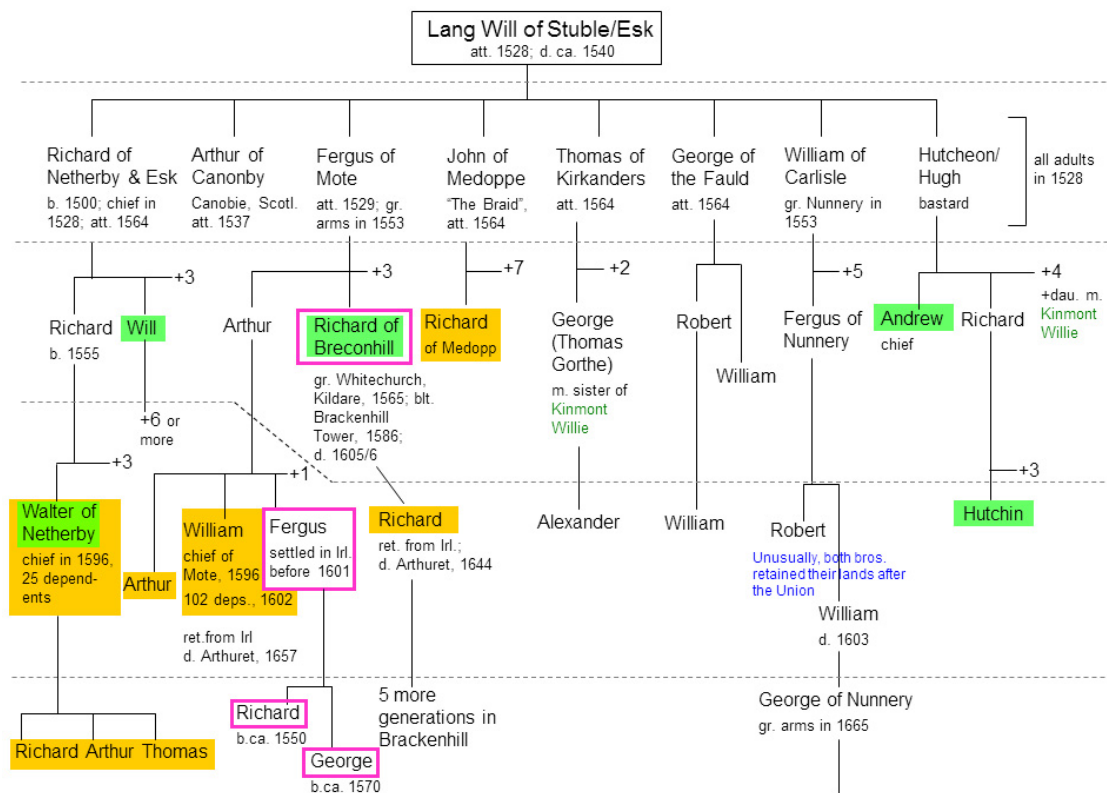 Lang Will of Stuble/Esk
att. 1528; d. ca. 1540
Richard of
Netherby & Esk
b. 1500; chief in
1528; att. 1564
Arthur of
Canonby
Canobie, Scotl.
att. 1537
Fergus of
Mote
att. 1529; gr.
arms in 1553
John of
Medoppe
“The Braid”,
att. 1564
Thomas of
Kirkanders
att. 1564
George of
the Fauld
att. 1564
William of
Carlisle
gr. Nunnery in
1553
Hutcheon/
Hugh
bastard
all adults
in 1528
+3
Richard
b. 1555
Will
+6 or
more
+3
Arthur
Richard of
Breconhill
gr. Whitechurch,
Kildare, 1565; blt.
Brackenhill
Tower, 1586;
d. 1605/6
+7
Richard
of Medopp
+2
George
(Thomas
Gorthe)
m. sister of
Kinmont
Willie
Robert
William
+5
Fergus of
Nunnery
Andrew
chief
Richard
+4
+dau. m.
Kinmont
Willie
+3
Walter of
Netherby
chief in 1596,
25 depend-
ents
+1
Arthur
William
chief of
Mote, 1596
102 deps., 1602
ret.from Irl
d. Arthuret, 1657
Fergus
settled in Irl.
before 1601
Richard
ret. from Irl.;
d. Arthuret, 1644
Alexander
William
Robert
Unusually, both bros.
retained their lands after
the Union
William
d. 1603
+3
Hutchin
Richard Arthur Thomas
Richard
b.ca. 1550
George
b.ca. 1570
5 more
generations in
Brackenhill
George of Nunnery
gr. arms in 1665